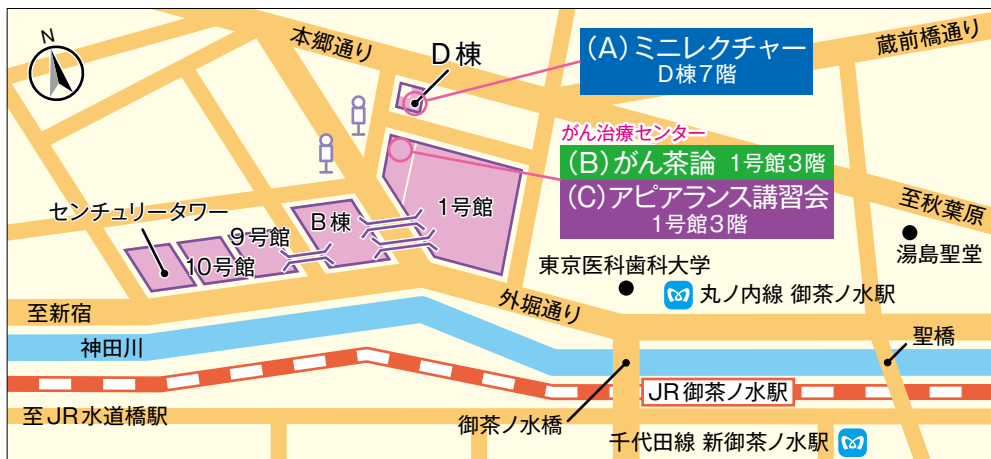 N
本郷通り
蔵前橋通り
D棟
(A)ミニレクチャー
D棟7階
がん治療センター
(B)がん茶論 1号館3階
(C)アピアランス講習会
1号館3階
至秋葉原
センチュリータワー
10号館
9号館
B棟
1号館
湯島聖堂
東京医科歯科大学
丸ノ内線 御茶ノ水駅
外堀通り
至新宿
神田川
聖橋
JR御茶ノ水駅
至JR水道橋駅
御茶ノ水橋
千代田線 新御茶ノ水駅